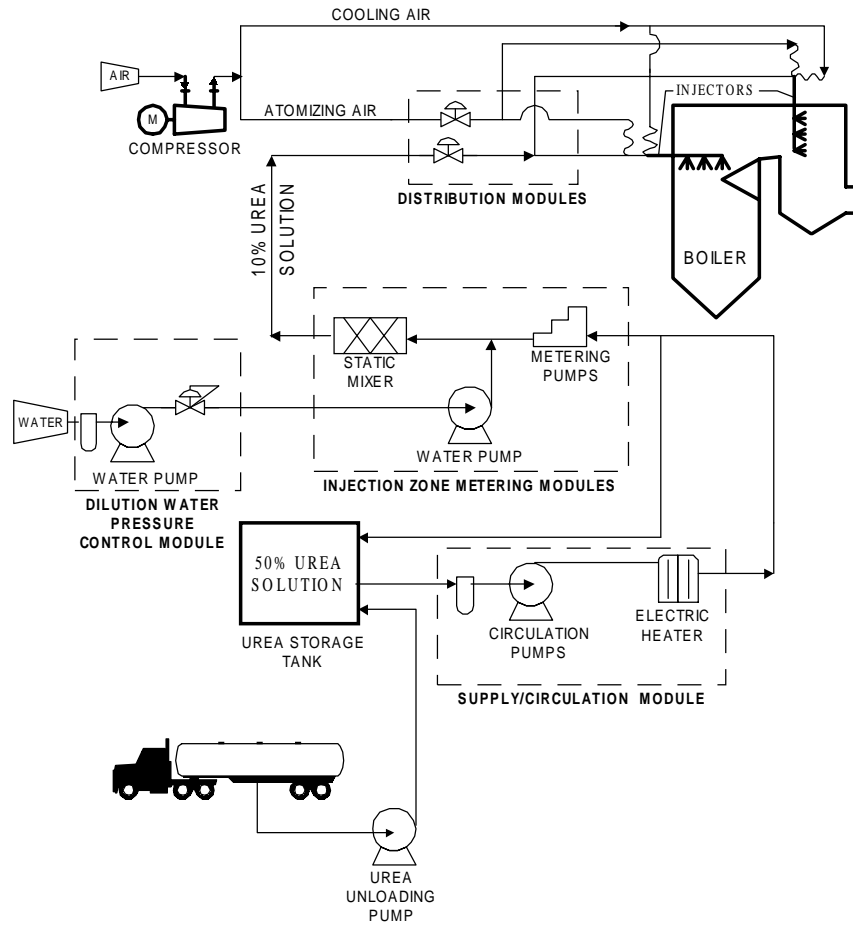 COOLING AIR
AIR
INJECTORS
M
ATOMIZING AIR
COMPRESSOR
DISTRIBUTION MODULES
10% UREA
SOLUTION
BOILER
STATIC
MIXER
METERING
PUMPS
WATER
WATER PUMP
WATER PUMP
INJECTION ZONE METERING MODULES
DILUTION WATER
PRESSURE
CONTROL MODULE
50% UREA
SOLUTION
UREA STORAGE
TANK
CIRCULATION
PUMPS
ELECTRIC
HEATER
SUPPLY/CIRCULATION MODULE
UREA
UNLOADING
PUMP